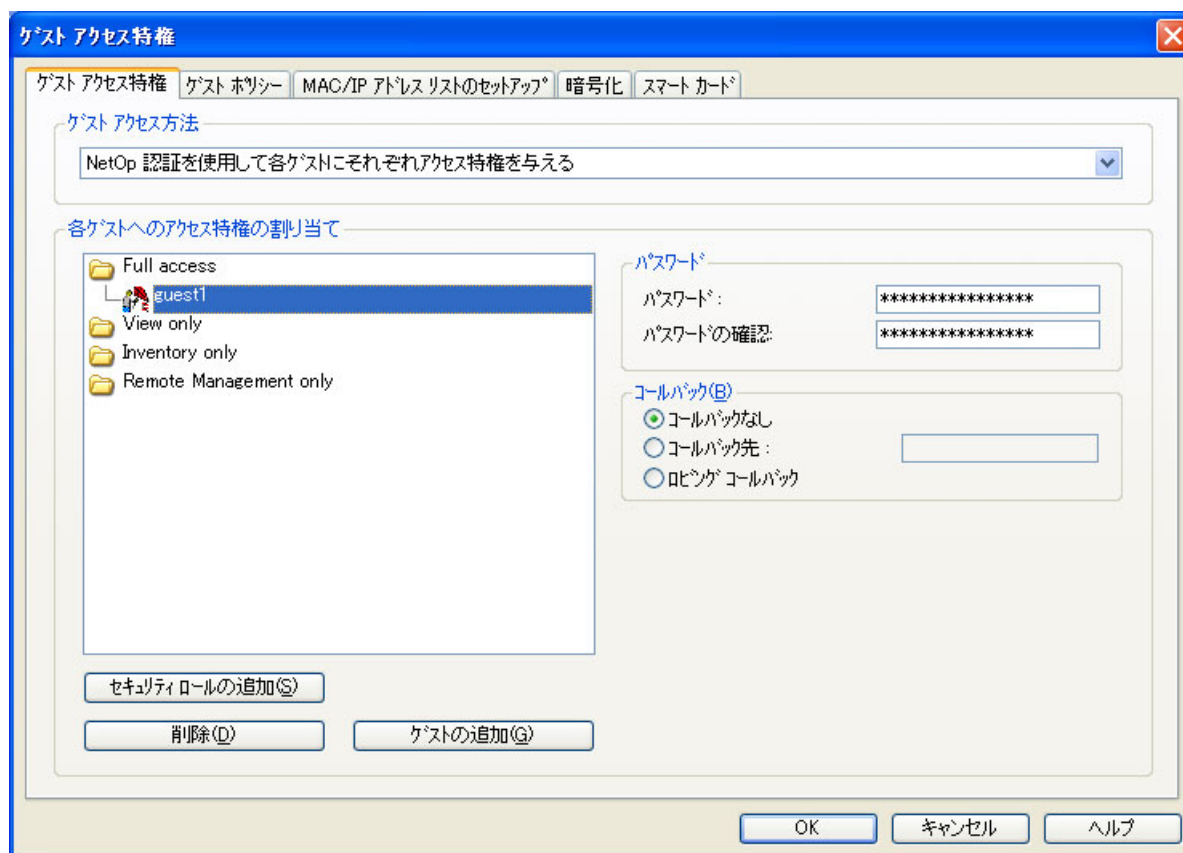 ゲスト アクセス特権
ゲスト アクセス特権 ゲスト ポリシー MAC/IP アドレス リストのセットアップ 暗号化 スマート カード
ゲスト アクセス方法
NetOp 認証を使用して各ゲストにそれぞれアクセス特権を与える
各ゲストへのアクセス特権の割り当て
Full access
guest1
View only
Inventory only
Remote Management only
パスワード
パスワード: ****************
パスワードの確認: ****************
コールバック(B)
コールバックなし
コールバック先:
ロビング コールバック
セキュリティ ロールの追加(S)
削除(D) ゲストの追加(G)
OK キャンセル ヘルプ